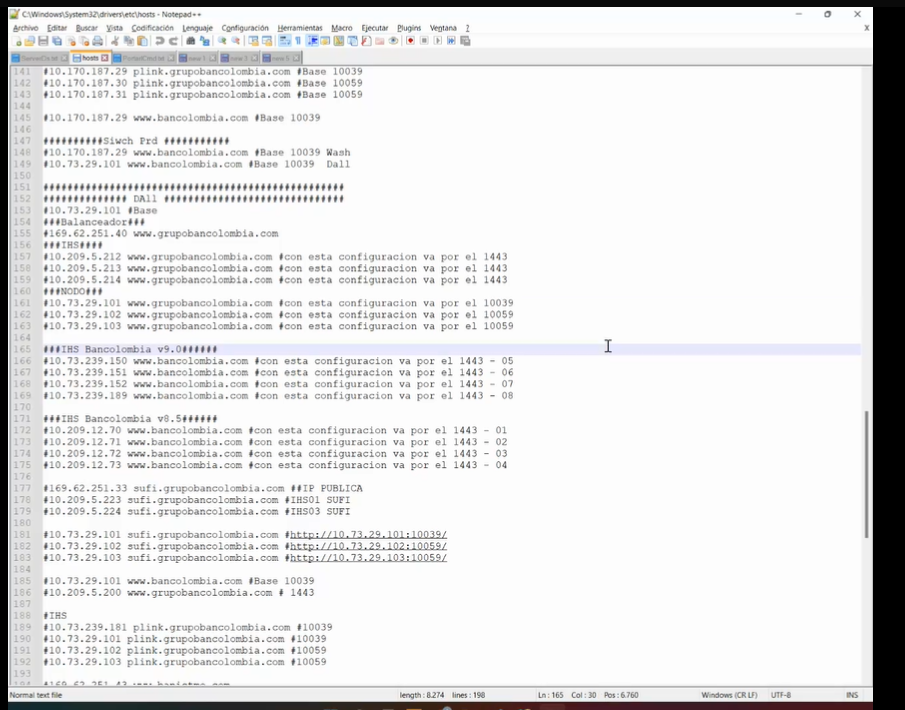 C:\Windows\System32\drivers\etc\hosts - Notepad++
Archivo Editar Buscar Vista Codificación Lenguaje Configuración Herramientas Macro Ejecutar Plugins Ventana ?
X
hosts
141 #10.170.187.29 plink.grupobancolombia.com #Base 10039
142 #10.170.187.30 plink.grupobancolombia.com #Base 10059
143 #10.170.187.31 plink.grupobancolombia.com #Base 10059
144
145 #10.170.187.29 www.bancolombia.com #Base 10039
146
147 ##########Siwch Prd ###########
148 #10.170.187.29 www.bancolombia.com #Base 10039 Wash
149 #10.73.29.101 www.bancolombia.com #Base 10039  Dall
150
151 ##################################################
152 ############## DAll ##############################
153 #10.73.29.101 #Base
154 ###Balanceador###
155 #169.62.251.40 www.grupobancolombia.com
156 ###IHS####
157 #10.209.5.212 www.grupobancolombia.com #con esta configuracion va por el 1443
158 #10.209.5.213 www.grupobancolombia.com #con esta configuracion va por el 1443
159 #10.209.5.214 www.grupobancolombia.com #con esta configuracion va por el 1443
160 ###NODO###
161 #10.73.29.101 www.grupobancolombia.com #con esta configuracion va por el 10039
162 #10.73.29.102 www.grupobancolombia.com #con esta configuracion va por el 10059
163 #10.73.29.103 www.grupobancolombia.com #con esta configuracion va por el 10059
164
165 ###IHS Bancolombia v9.0######
166 #10.73.239.150 www.bancolombia.com #con esta configuracion va por el 1443 - 05
167 #10.73.239.151 www.bancolombia.com #con esta configuracion va por el 1443 - 06
168 #10.73.239.152 www.bancolombia.com #con esta configuracion va por el 1443 - 07
169 #10.73.239.189 www.bancolombia.com #con esta configuracion va por el 1443 - 08
170
171 ###IHS Bancolombia v8.5######
172 #10.209.12.70 www.bancolombia.com #con esta configuracion va por el 1443 - 01
173 #10.209.12.71 www.bancolombia.com #con esta configuracion va por el 1443 - 02
174 #10.209.12.72 www.bancolombia.com #con esta configuracion va por el 1443 - 03
175 #10.209.12.73 www.bancolombia.com #con esta configuracion va por el 1443 - 04
176
177 #169.62.251.33 sufi.grupobancolombia.com ##IP PUBLICA
178 #10.209.5.223 sufi.grupobancolombia.com #IHS01 SUFI
179 #10.209.5.224 sufi.grupobancolombia.com #IHS03 SUFI
180
181 #10.73.29.101 sufi.grupobancolombia.com #http://10.73.29.101:10039/
182 #10.73.29.102 sufi.grupobancolombia.com #http://10.73.29.102:10059/
183 #10.73.29.103 sufi.grupobancolombia.com #http://10.73.29.103:10059/
184
185 #10.73.29.101 www.bancolombia.com #Base 10039
186 #10.209.5.200 www.grupobancolombia.com # 1443
187
188 #IHS
189 #10.73.239.181 plink.grupobancolombia.com #10039
190 #10.73.29.101 plink.grupobancolombia.com #10039
191 #10.73.29.102 plink.grupobancolombia.com #10059
192 #10.73.29.103 plink.grupobancolombia.com #10059
193
Normal text file length : 8.274 lines : 198 Ln : 165 Col : 30 Pos : 6.760 Windows (CR LF) UTF-8 INS